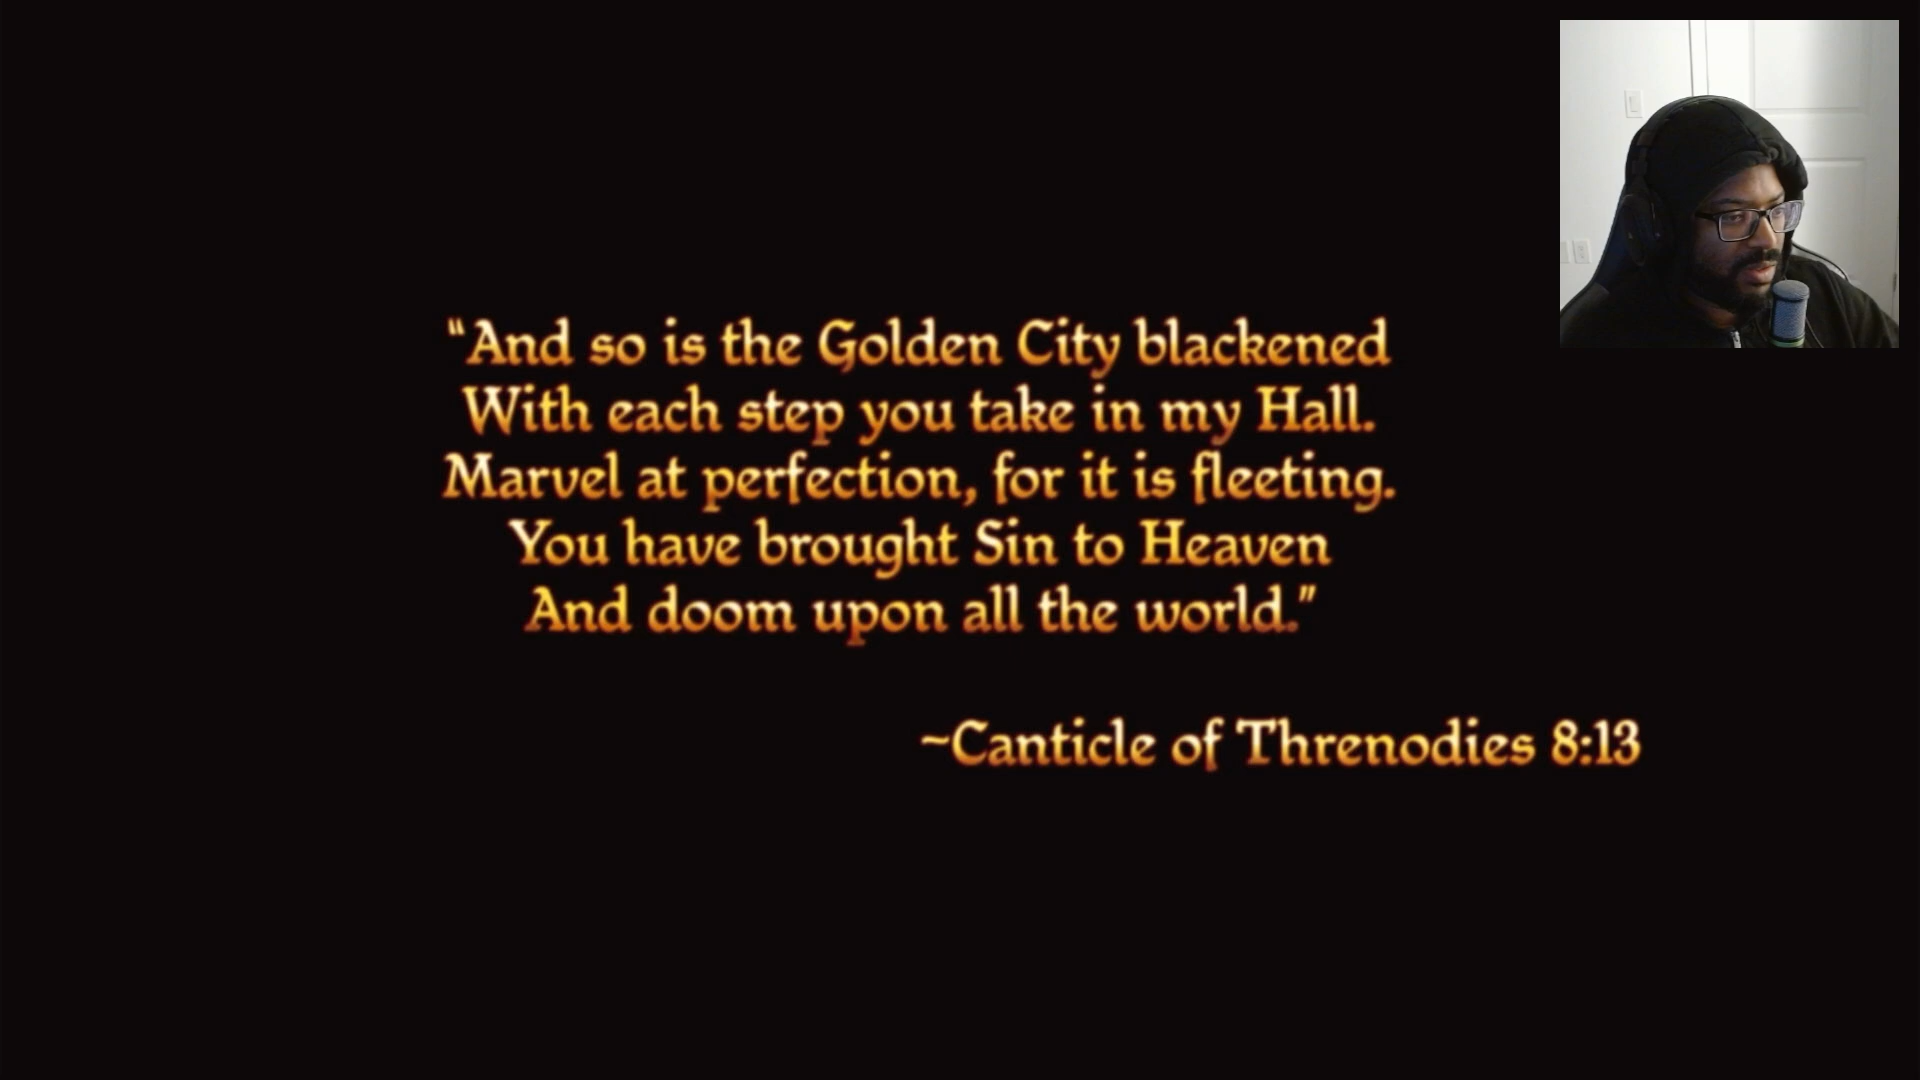 “And so is the Golden City blackened
With each step you take in my Hall.
Marvel at perfection, for it is fleeting.
You have brought Sin to Heaven
And doom upon all the world.”
~Canticle of Threnodies 8:13